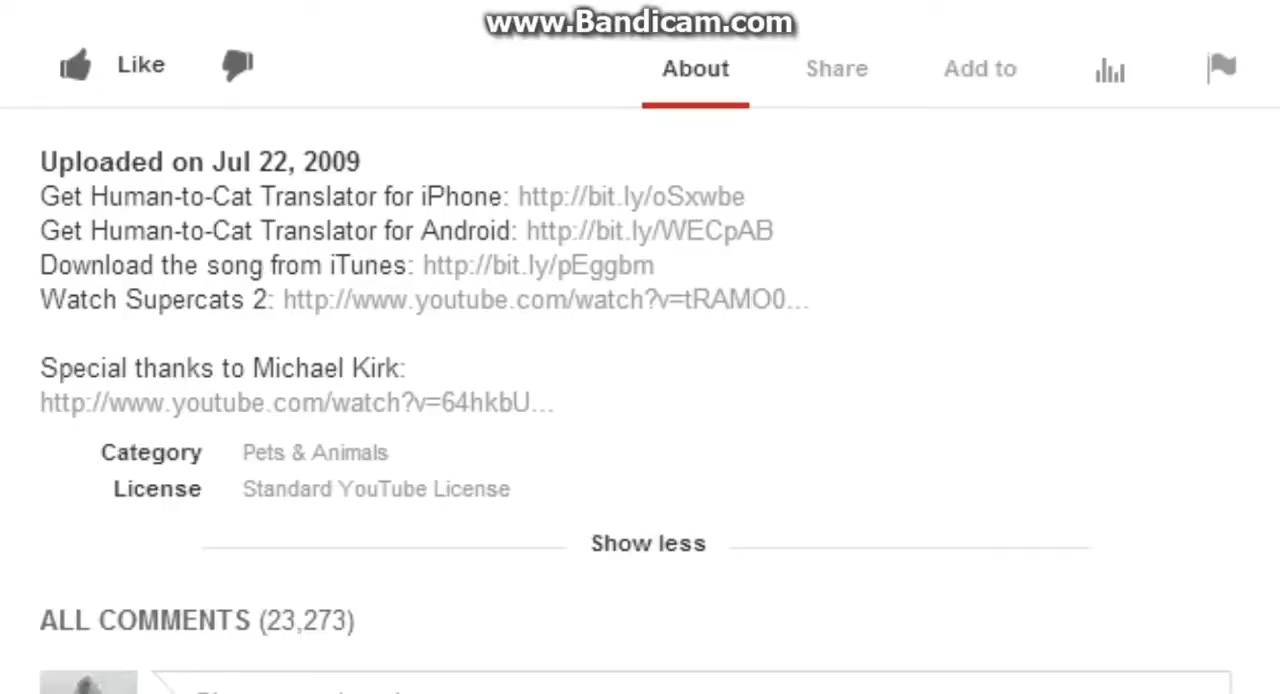 www.Bandicam.com
Like About Share Add to
Uploaded on Jul 22, 2009
Get Human-to-Cat Translator for iPhone: http://bit.ly/oSxwbe
Get Human-to-Cat Translator for Android: http://bit.ly/WECpAB
Download the song from iTunes: http://bit.ly/pEggbm
Watch Supercats 2: http://www.youtube.com/watch?v=tRAMO0...
Special thanks to Michael Kirk:
http://www.youtube.com/watch?v=64hkbU...
Category Pets & Animals
License Standard YouTube License
Show less
ALL COMMENTS (23,273)